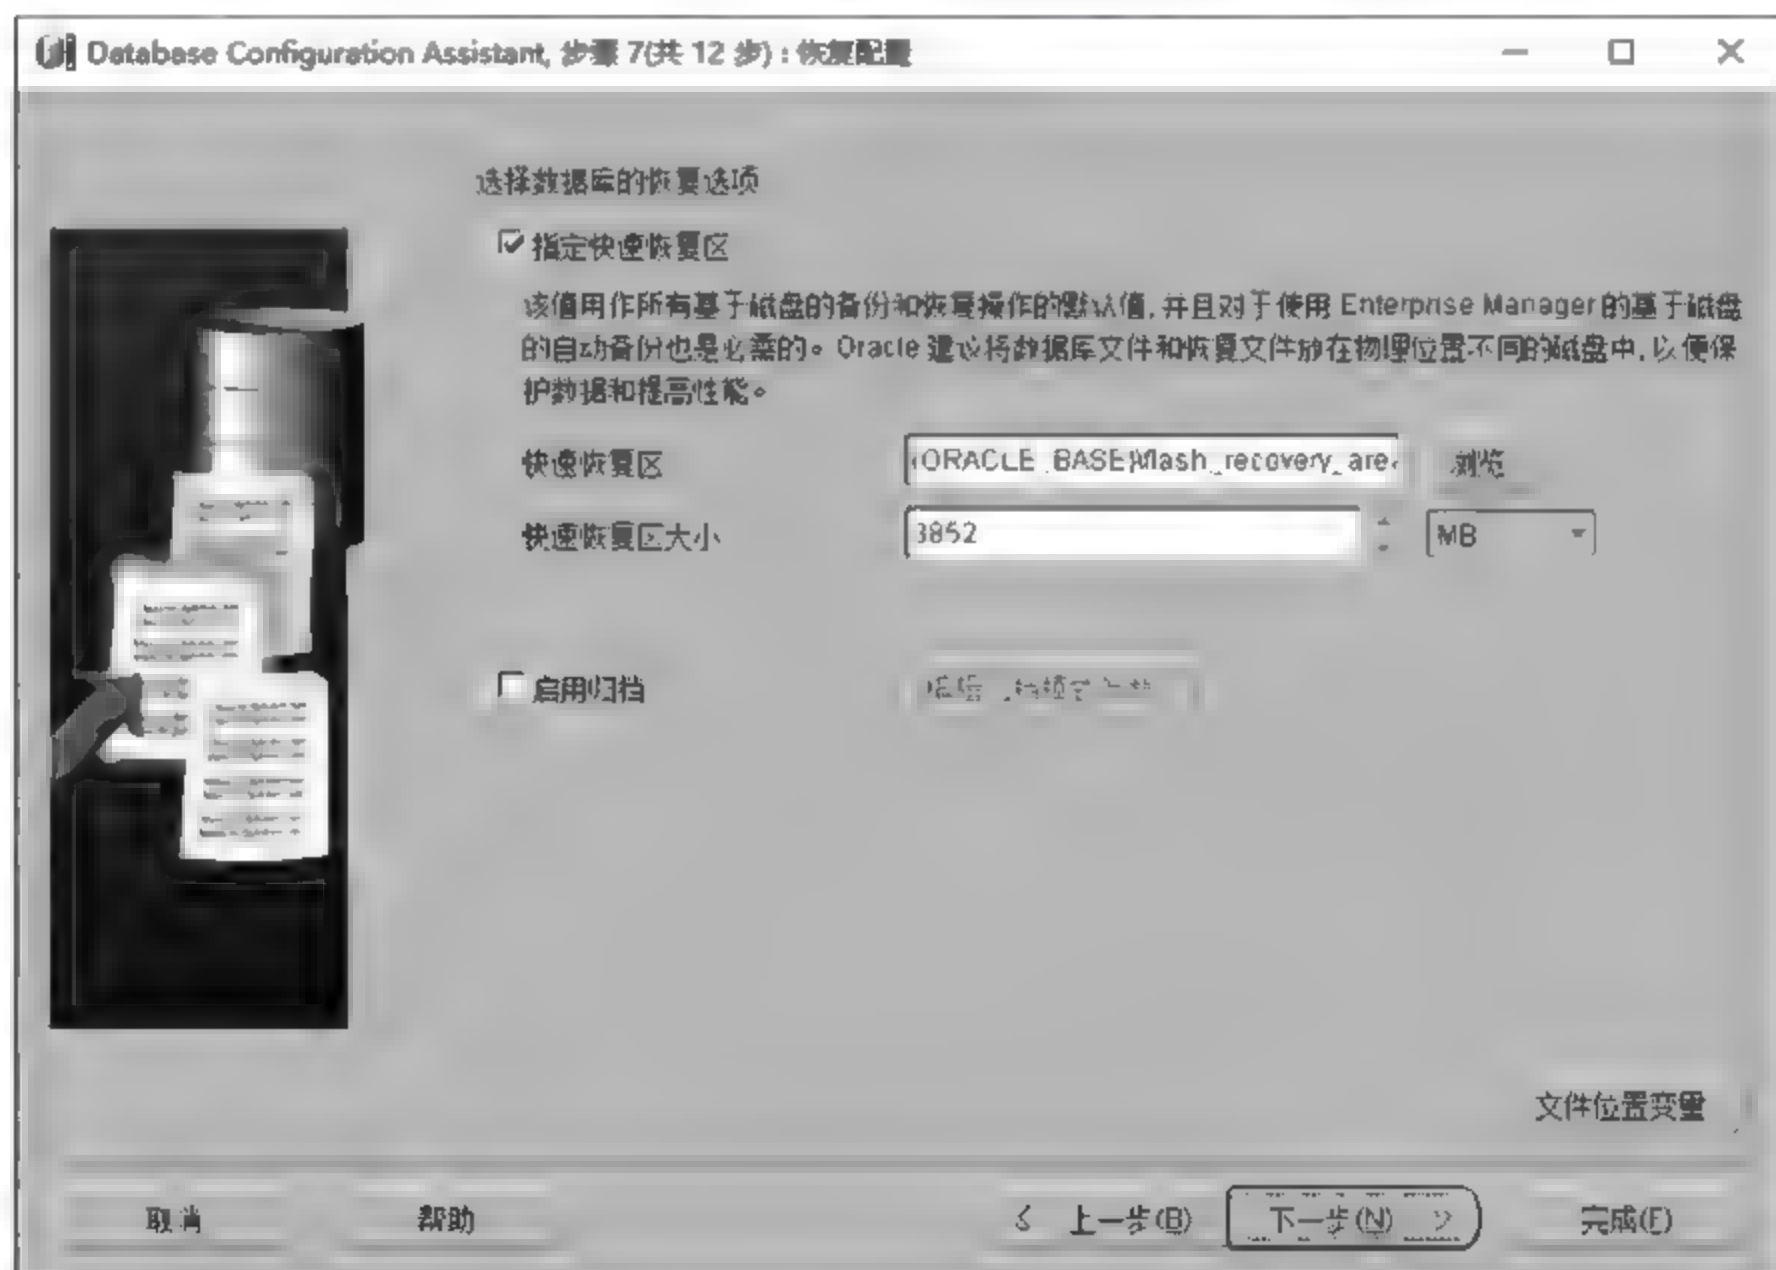 Database Configuration Assistant, 步骤 7(共 12 步) : 恢复配置
选择数据库的恢复选项
指定快速恢复区
该值用作所有基于磁盘的备份和恢复操作的默认值,并且对于使用 Enterprise Manager 的基于磁盘
的自动备份也是必需的。Oracle 建议将数据库文件和恢复文件放在物理位置不同的磁盘中,以便保
护数据和提高性能。
快速恢复区 {ORACLE_BASE}\flash_recovery_are 浏览
快速恢复区大小 3852 MB
启用归档
文件位置变量
取消 帮助 上一步(B) 下一步(N) 完成(F)